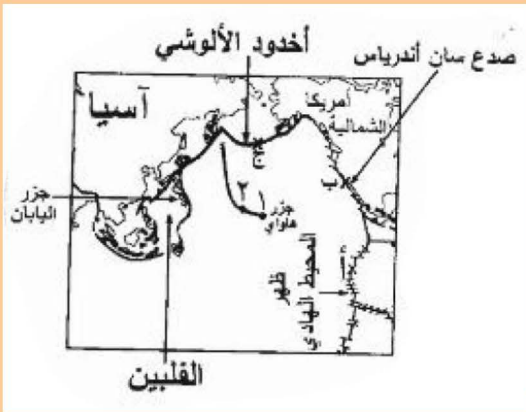 أخدود الألوشي
صدع سان أندرياس
آسيا
أمريكا
الشمالية
ج
ب
جزر
اليابان
٢
١
جزر
هاواي
أ
ظهر
المحيط الهادي
الفلبين